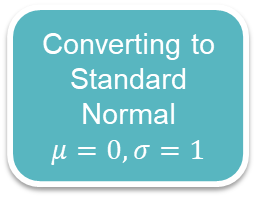 Converting to
Standard
Normal
μ = 0, σ = 1